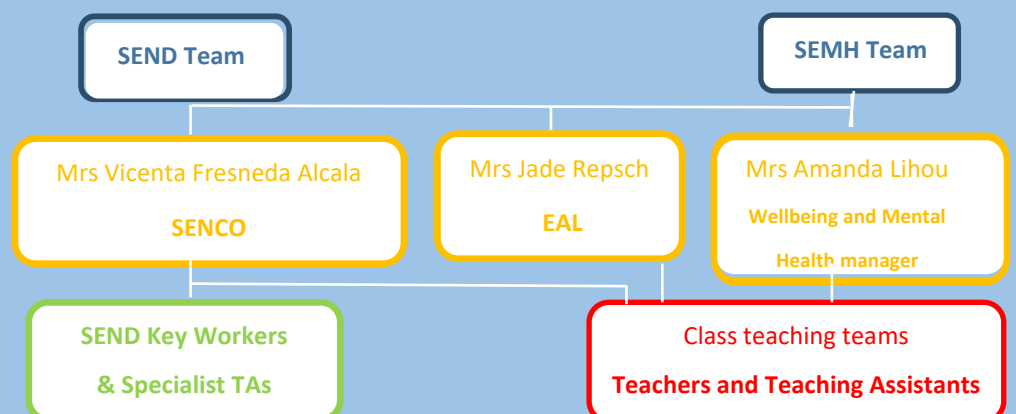 SEND Team
SEMH Team
Mrs Vicenta Fresneda Alcala
SENCO
Mrs Jade Repsch
EAL
Mrs Amanda Lihou
Wellbeing and Mental
Health manager
SEND Key Workers
& Specialist TAs
Class teaching teams
Teachers and Teaching Assistants